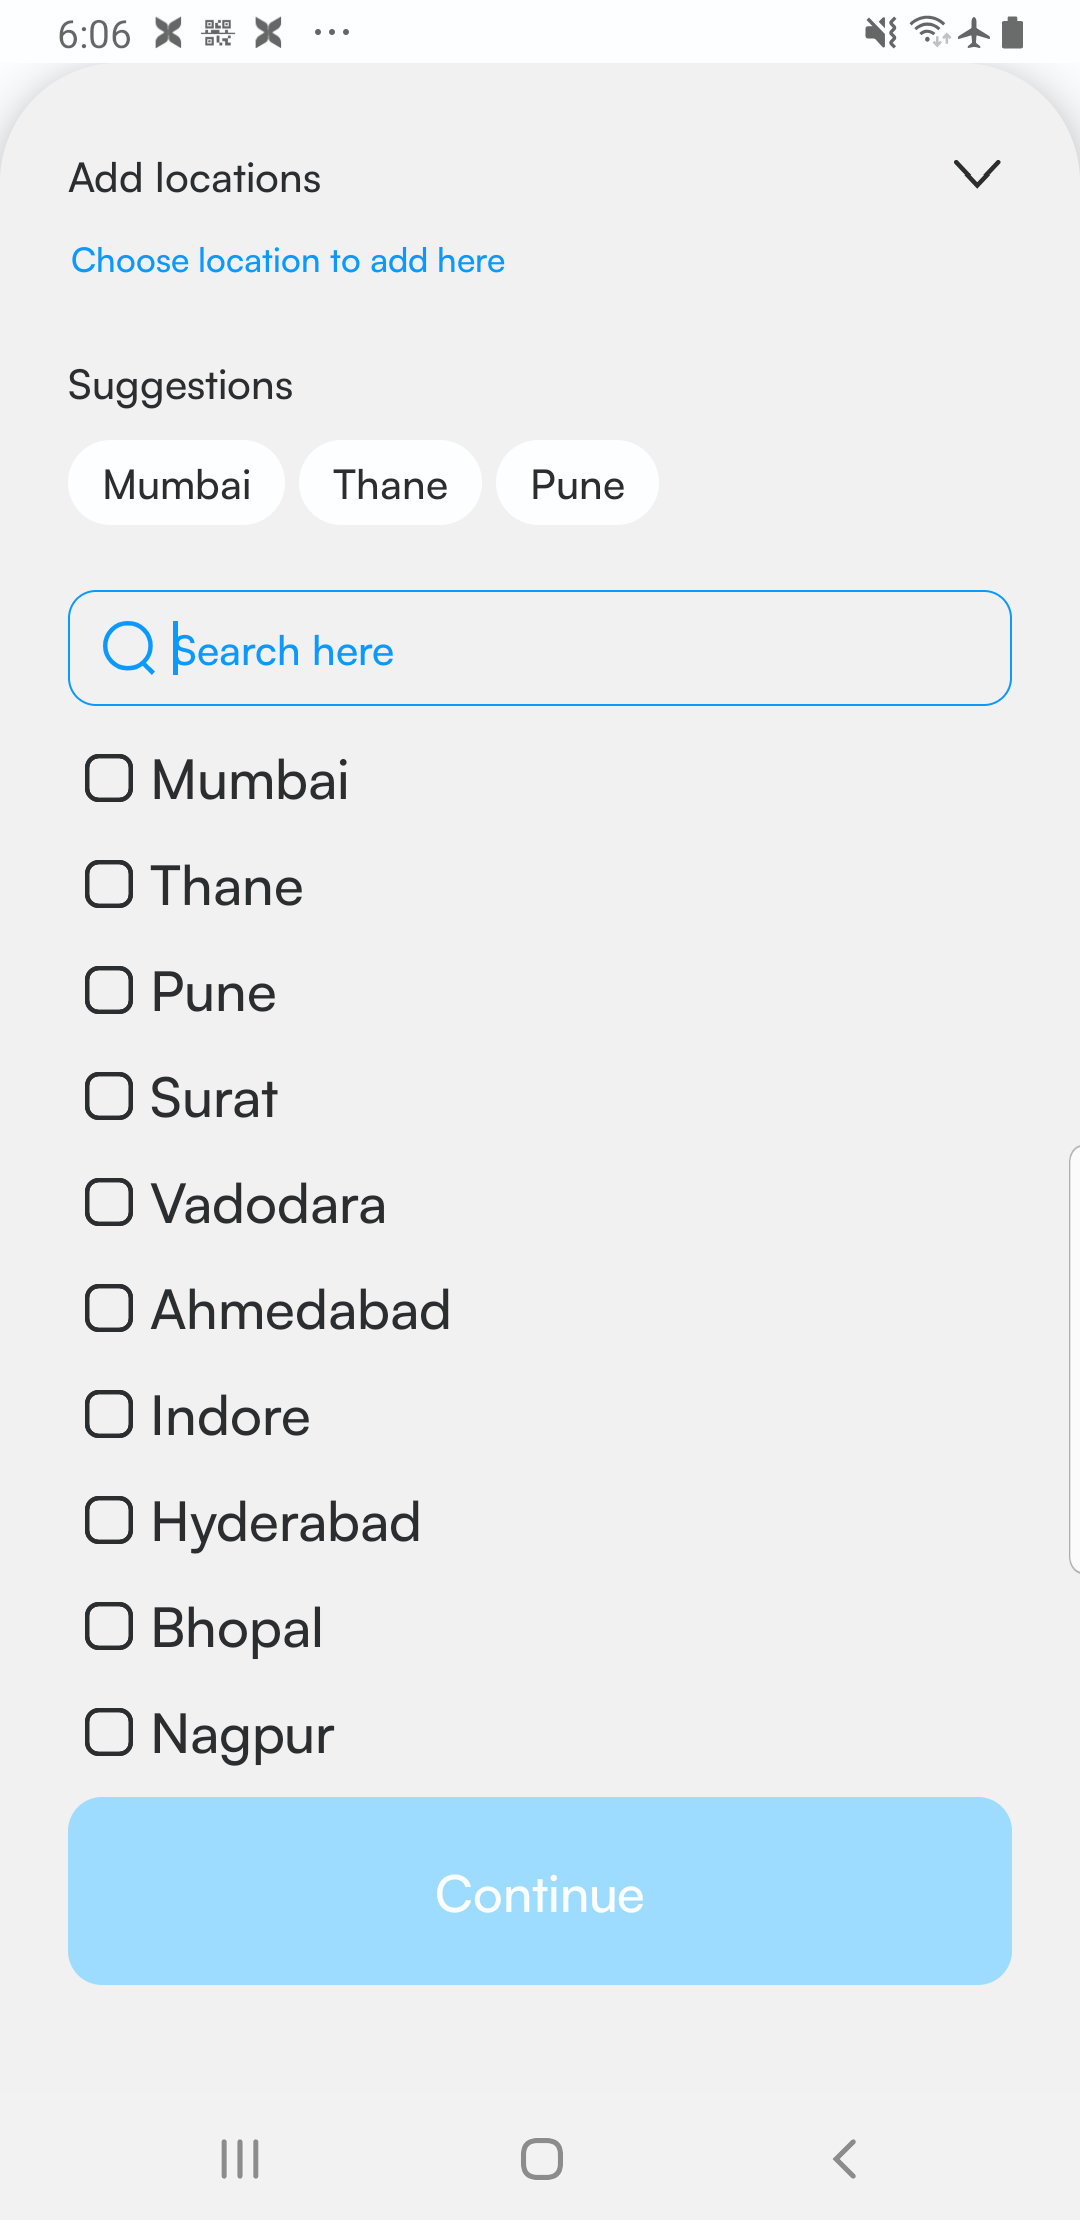 6:06
Add locations
Choose location to add here
Suggestions
Mumbai Thane Pune
Search here
Mumbai
Thane
Pune
Surat
Vadodara
Ahmedabad
Indore
Hyderabad
Bhopal
Nagpur
Continue